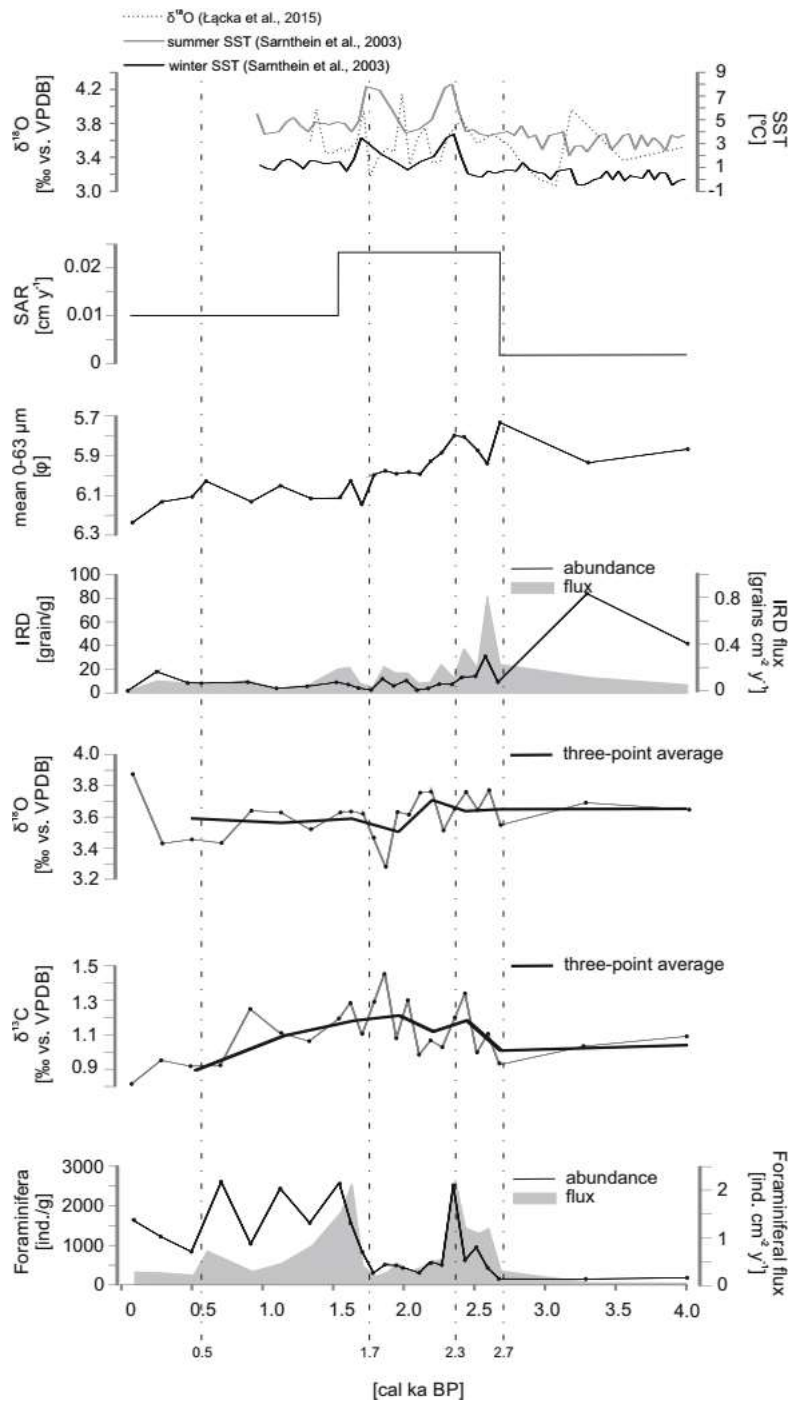 δ¹⁸O (Łącka et al., 2015)
summer SST (Sarnthein et al., 2003)
winter SST (Sarnthein et al., 2003)
δ¹⁸O
[‰ vs. VPDB]
4.2
3.8
3.4
3.0
9
7
5
3
1
-1
SST
[°C]
SAR
[cm y⁻¹]
0.02
0.01
0
mean 0-63 µm
[φ]
5.7
5.9
6.1
6.3
IRD
[grain/g]
100
80
60
40
20
0
abundance
flux
0.8
0.4
0
IRD flux
[grains cm⁻² y⁻¹]
δ¹⁸O
[‰ vs. VPDB]
4.0
3.8
3.6
3.4
3.2
three-point average
δ¹³C
[‰ vs. VPDB]
1.5
1.3
1.1
0.9
three-point average
Foraminifera
[ind./g]
3000
2000
1000
0
abundance
flux
2
1
0
Foraminiferal flux
[ind. cm⁻² y⁻¹]
0 0.5 1.0 1.5 2.0 2.5 3.0 3.5 4.0
0.5 1.7 2.3 2.7
[cal ka BP]